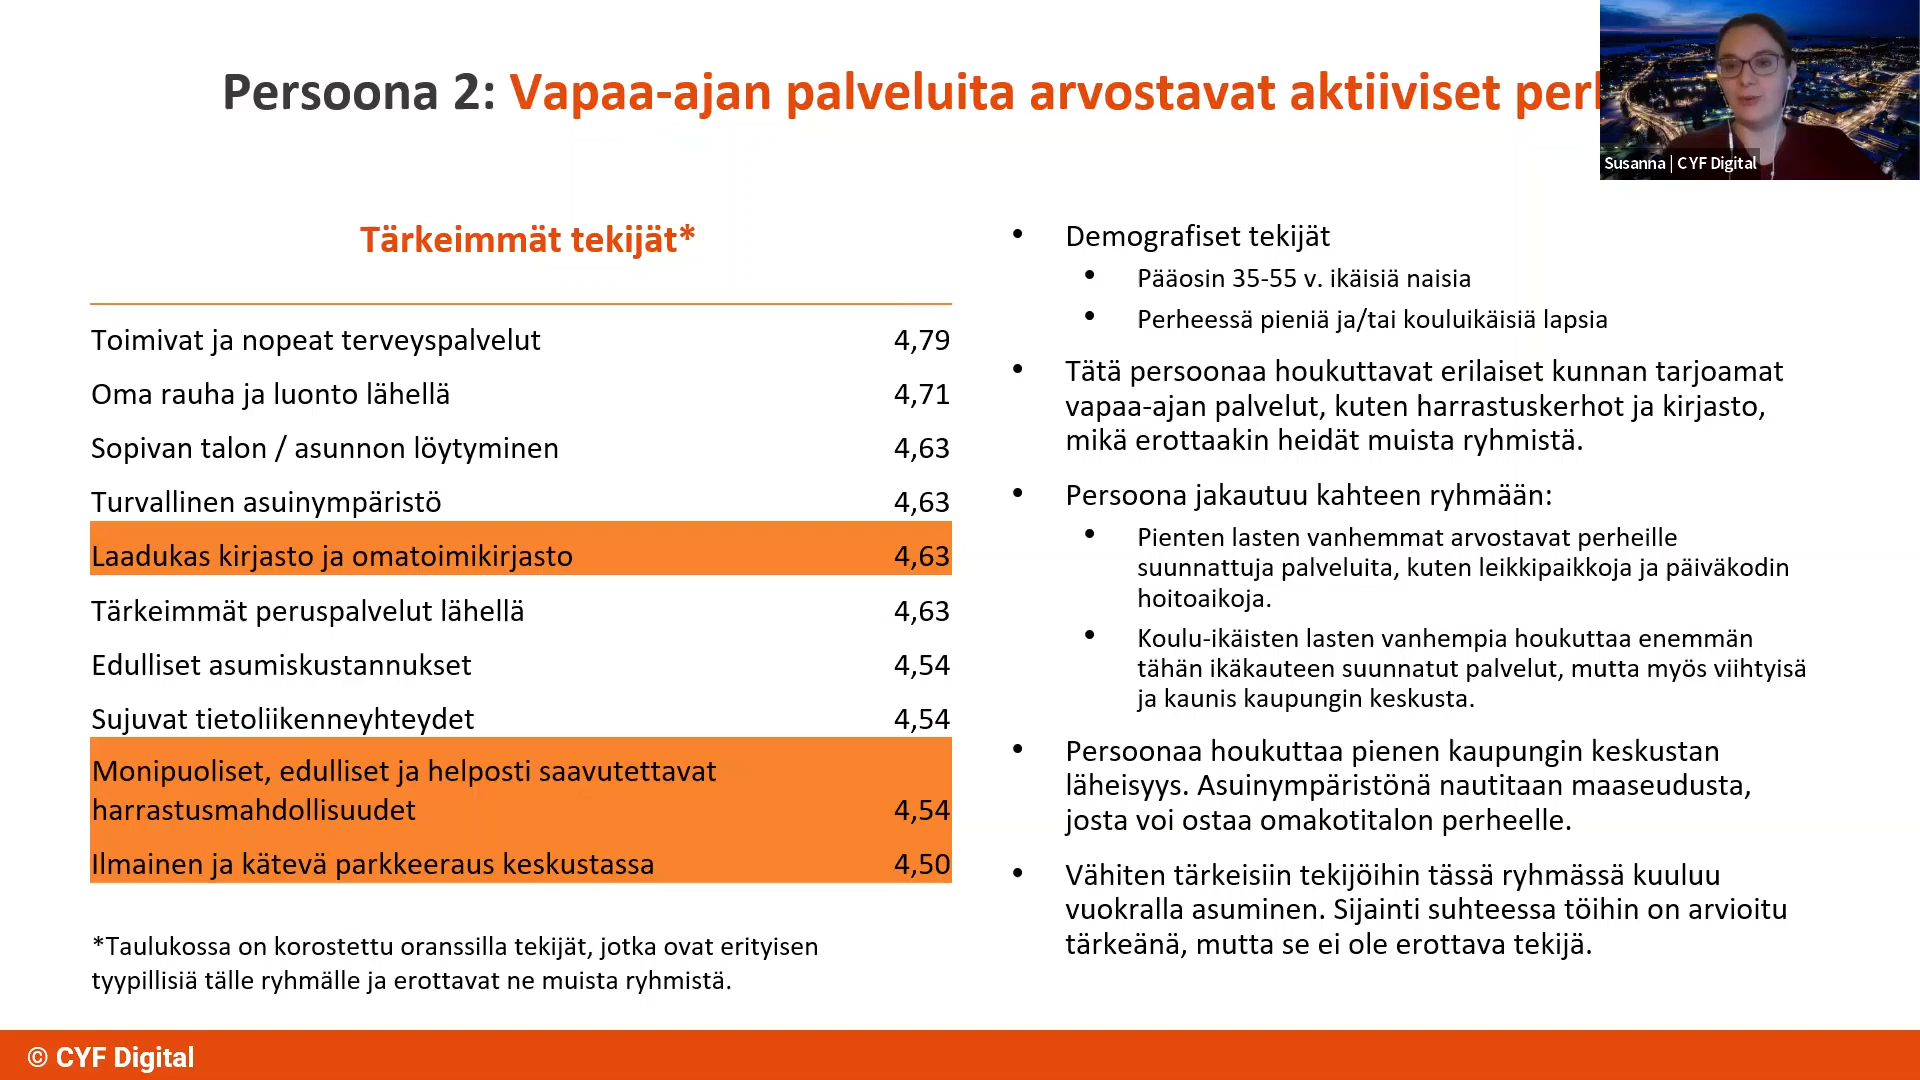 Persoona 2: Vapaa-ajan palveluita arvostavat aktiiviset
Susanna | CYF Digital
Tärkeimmät tekijät*
Toimivat ja nopeat terveyspalvelut 4,79
Oma rauha ja luonto lähellä 4,71
Sopivan talon / asunnon löytyminen 4,63
Turvallinen asuinympäristö 4,63
Laadukas kirjasto ja omatoimikirjasto 4,63
Tärkeimmät peruspalvelut lähellä 4,63
Edulliset asumiskustannukset 4,54
Sujuvat tietoliikenneyhteydet 4,54
Monipuoliset, edulliset ja helposti saavutettavat
harrastusmahdollisuudet 4,54
Ilmainen ja kätevä parkkeeraus keskustassa 4,50
*Taulukossa on korostettu oranssilla tekijät, jotka ovat erityisen
tyypillisiä tälle ryhmälle ja erottavat ne muista ryhmistä.
• Demografiset tekijät
• Pääosin 35-55 v. ikäisiä naisia
• Perheessä pieniä ja/tai kouluikäisiä lapsia
• Tätä persoonaa houkuttavat erilaiset kunnan tarjoamat
vapaa-ajan palvelut, kuten harrastuskerhot ja kirjasto,
mikä erottaakin heidät muista ryhmistä.
• Persoona jakautuu kahteen ryhmään:
• Pienten lasten vanhemmat arvostavat perheille
suunnattuja palveluita, kuten leikkipaikkoja ja päiväkodin
hoitoaikoja.
• Koulu-ikäisten lasten vanhempia houkuttaa enemmän
tähän ikäkauteen suunnatut palvelut, mutta myös viihtyisä
ja kaunis kaupungin keskusta.
• Persoonaa houkuttaa pienen kaupungin keskustan
läheisyys. Asuinympäristönä nautitaan maaseudusta,
josta voi ostaa omakotitalon perheelle.
• Vähiten tärkeisiin tekijöihin tässä ryhmässä kuuluu
vuokralla asuminen. Sijainti suhteessa töihin on arvioitu
tärkeänä, mutta se ei ole erottava tekijä.
© CYF Digital